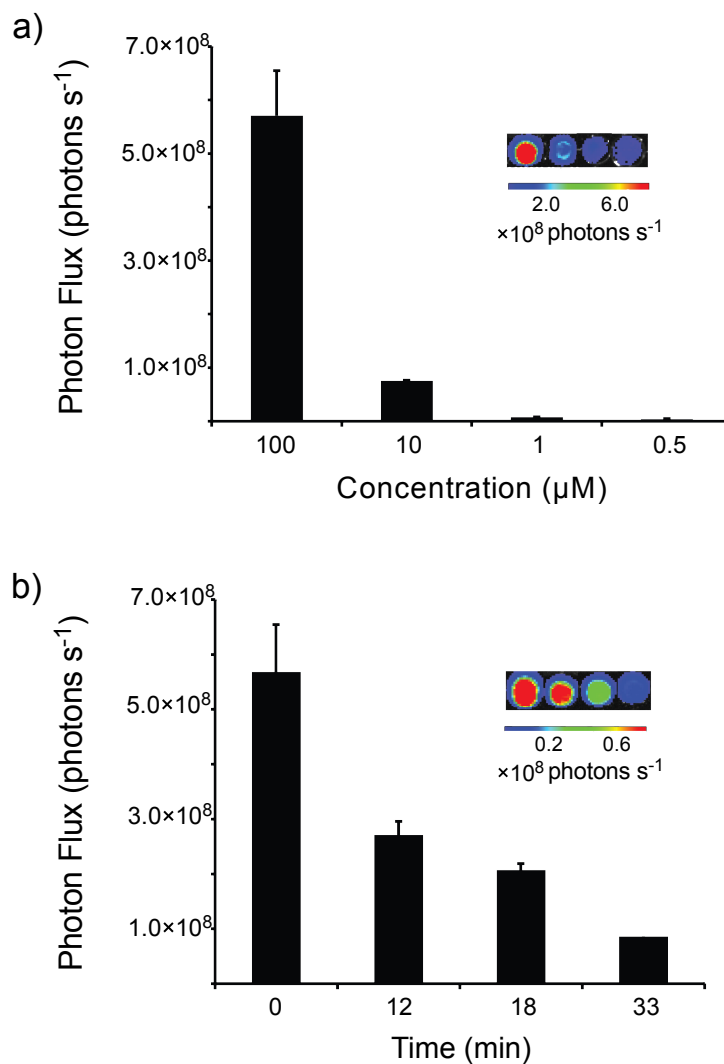 a)
Photon Flux (photons s⁻¹)
7.0×10⁸
5.0×10⁸
3.0×10⁸
1.0×10⁸
2.0 6.0
×10⁸ photons s⁻¹
100 10 1 0.5
Concentration (µM)
b)
Photon Flux (photons s⁻¹)
7.0×10⁸
5.0×10⁸
3.0×10⁸
1.0×10⁸
0.2 0.6
×10⁸ photons s⁻¹
0 12 18 33
Time (min)